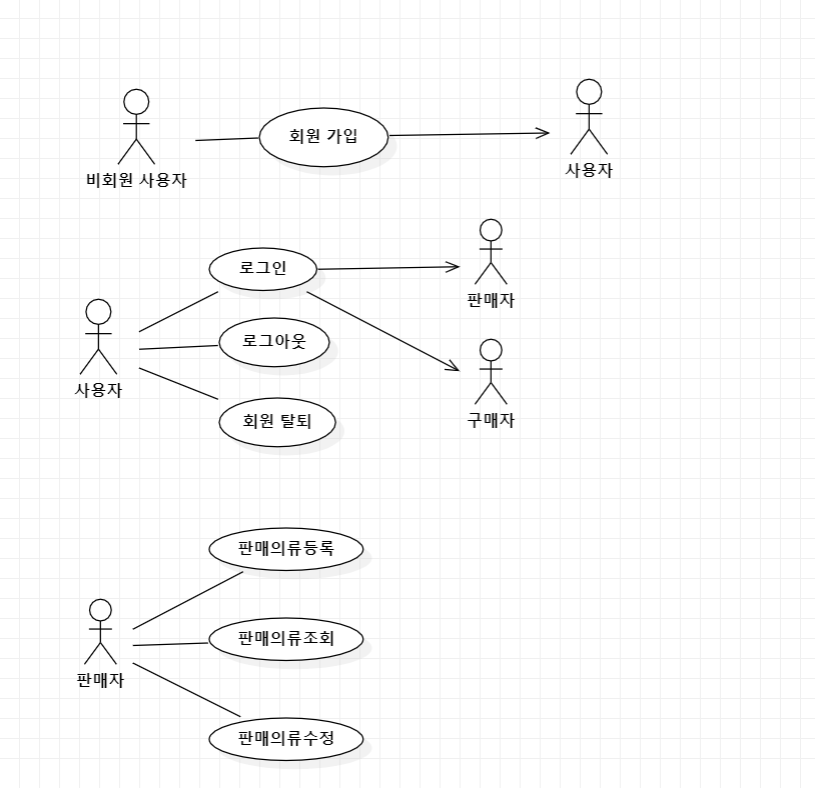 비회원 사용자
회원 가입
사용자
로그인
판매자
사용자
로그아웃
구매자
회원 탈퇴
판매의류등록
판매자
판매의류조회
판매의류수정